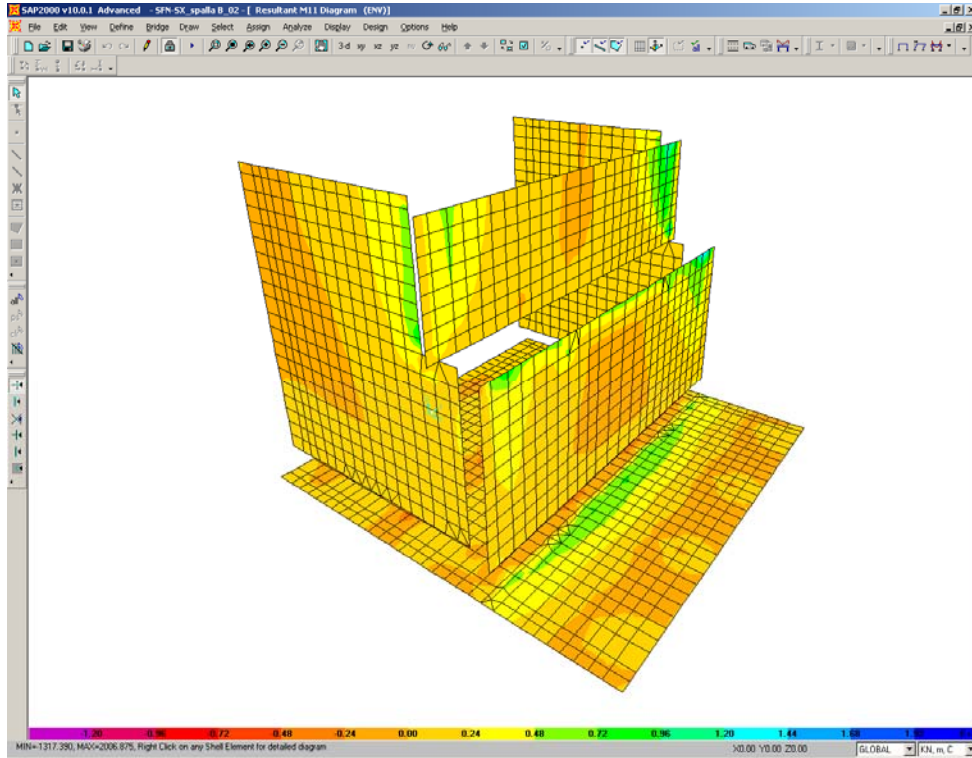 SAP2000 v10.0.1 Advanced - SFN-SX_spalla B_02 - [ Resultant M11 Diagram (ENV)]
File Edit View Define Bridge Draw Select Assign Analyze Display Design Options Help
3-d xy xz yz nv
-1.20 -0.96 -0.72 -0.48 -0.24 0.00 0.24 0.48 0.72 0.96 1.20 1.44 1.68 1.92
MIN=-1317.390, MAX=2006.875, Right Click on any Shell Element for detailed diagram X0.00 Y0.00 Z0.00 GLOBAL KN, m, C